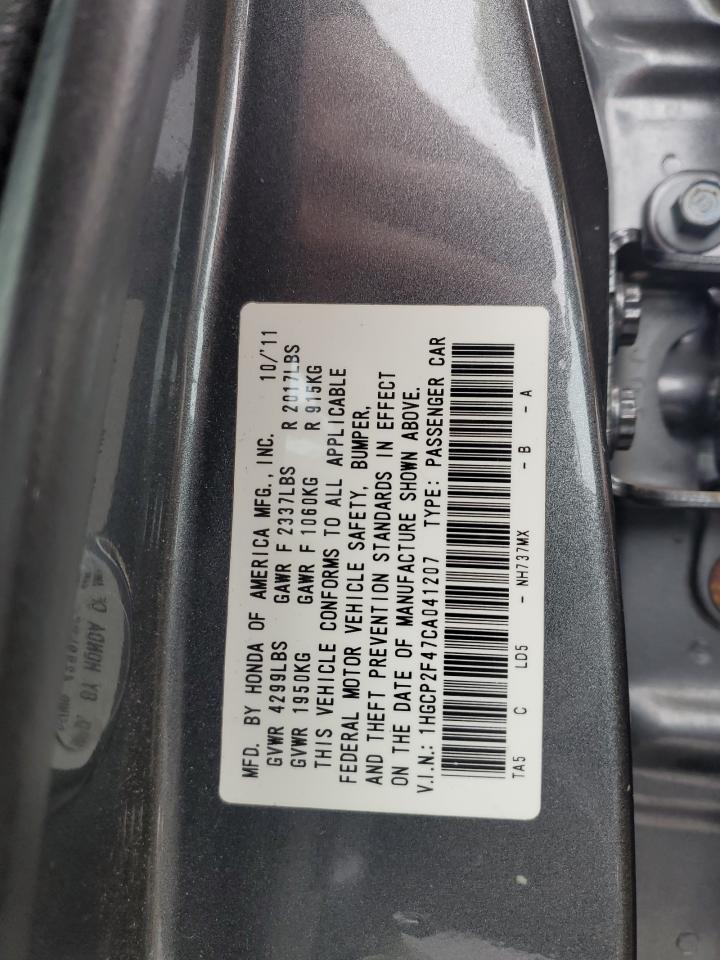 MFD. BY HONDA OF AMERICA MFG., INC. 10/'11
GVWR 4299LBS GAWR F 2337LBS R 2017LBS
GVWR 1950KG GAWR F 1060KG R 915KG
THIS VEHICLE CONFORMS TO ALL APPLICABLE
FEDERAL MOTOR VEHICLE SAFETY, BUMPER,
AND THEFT PREVENTION STANDARDS IN EFFECT
ON THE DATE OF MANUFACTURE SHOWN ABOVE.
V.I.N.: 1HGCP2F47CA041207 TYPE: PASSENGER CAR
TA5 C LD5 - NH737MX - B - A